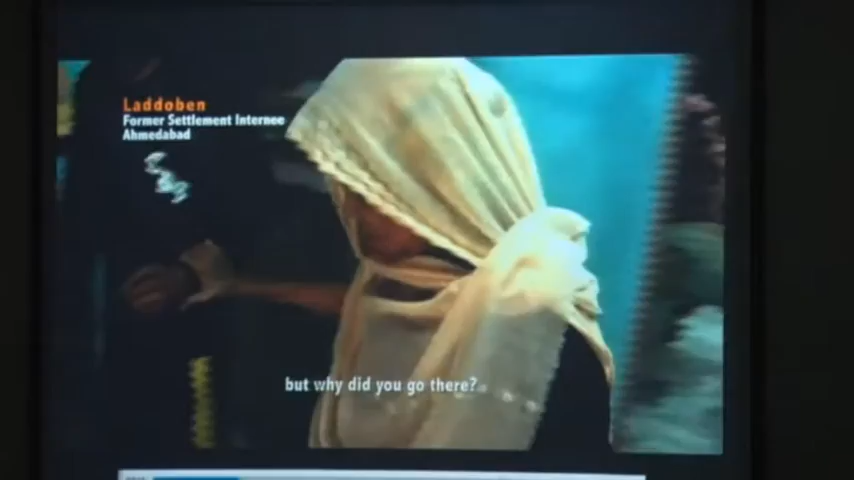 Laddoben
Former Settlement Internee
Ahmedabad
but why did you go there?